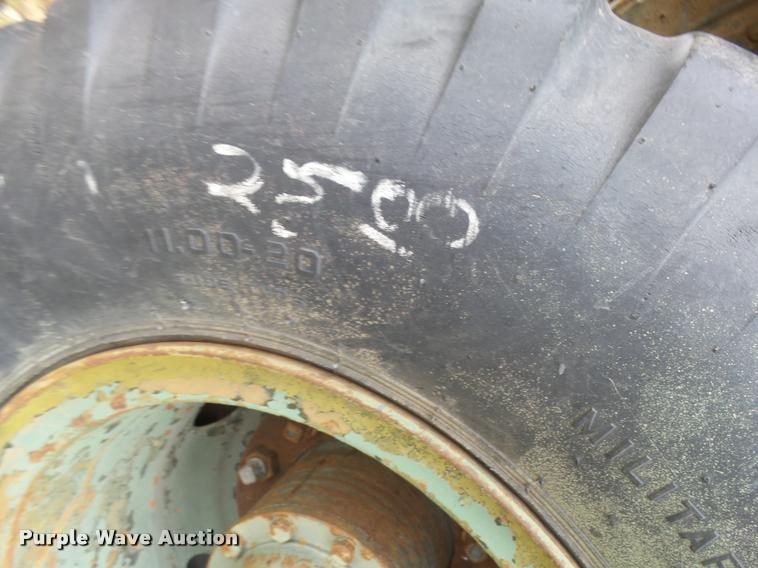 2500
11.00-20
MILITAR
Purple Wave Auction